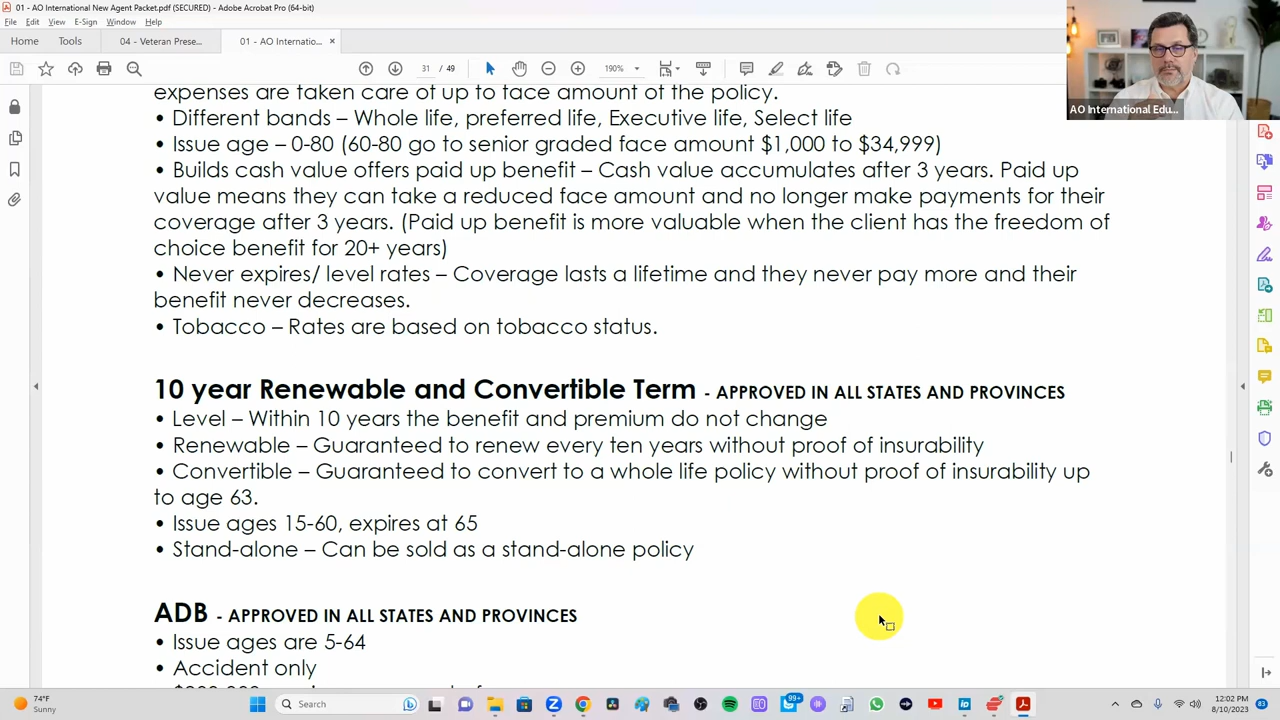 01 - AO International New Agent Packet.pdf (SECURED) - Adobe Acrobat Pro (64-bit)
File Edit View E-Sign Window Help
Home Tools 04 - Veteran Prese... 01 - AO Internatio... ×
31 / 49 190%
AO International Edu...
expenses are taken care of up to face amount of the policy.
• Different bands – Whole life, preferred life, Executive life, Select life
• Issue age – 0-80 (60-80 go to senior graded face amount $1,000 to $34,999)
• Builds cash value offers paid up benefit – Cash value accumulates after 3 years. Paid up
value means they can take a reduced face amount and no longer make payments for their
coverage after 3 years. (Paid up benefit is more valuable when the client has the freedom of
choice benefit for 20+ years)
• Never expires/ level rates – Coverage lasts a lifetime and they never pay more and their
benefit never decreases.
• Tobacco – Rates are based on tobacco status.
10 year Renewable and Convertible Term - APPROVED IN ALL STATES AND PROVINCES
• Level – Within 10 years the benefit and premium do not change
• Renewable – Guaranteed to renew every ten years without proof of insurability
• Convertible – Guaranteed to convert to a whole life policy without proof of insurability up
to age 63.
• Issue ages 15-60, expires at 65
• Stand-alone – Can be sold as a stand-alone policy
ADB - APPROVED IN ALL STATES AND PROVINCES
• Issue ages are 5-64
• Accident only
74°F
Sunny
Search
99+
12:02 PM
8/10/2023
83